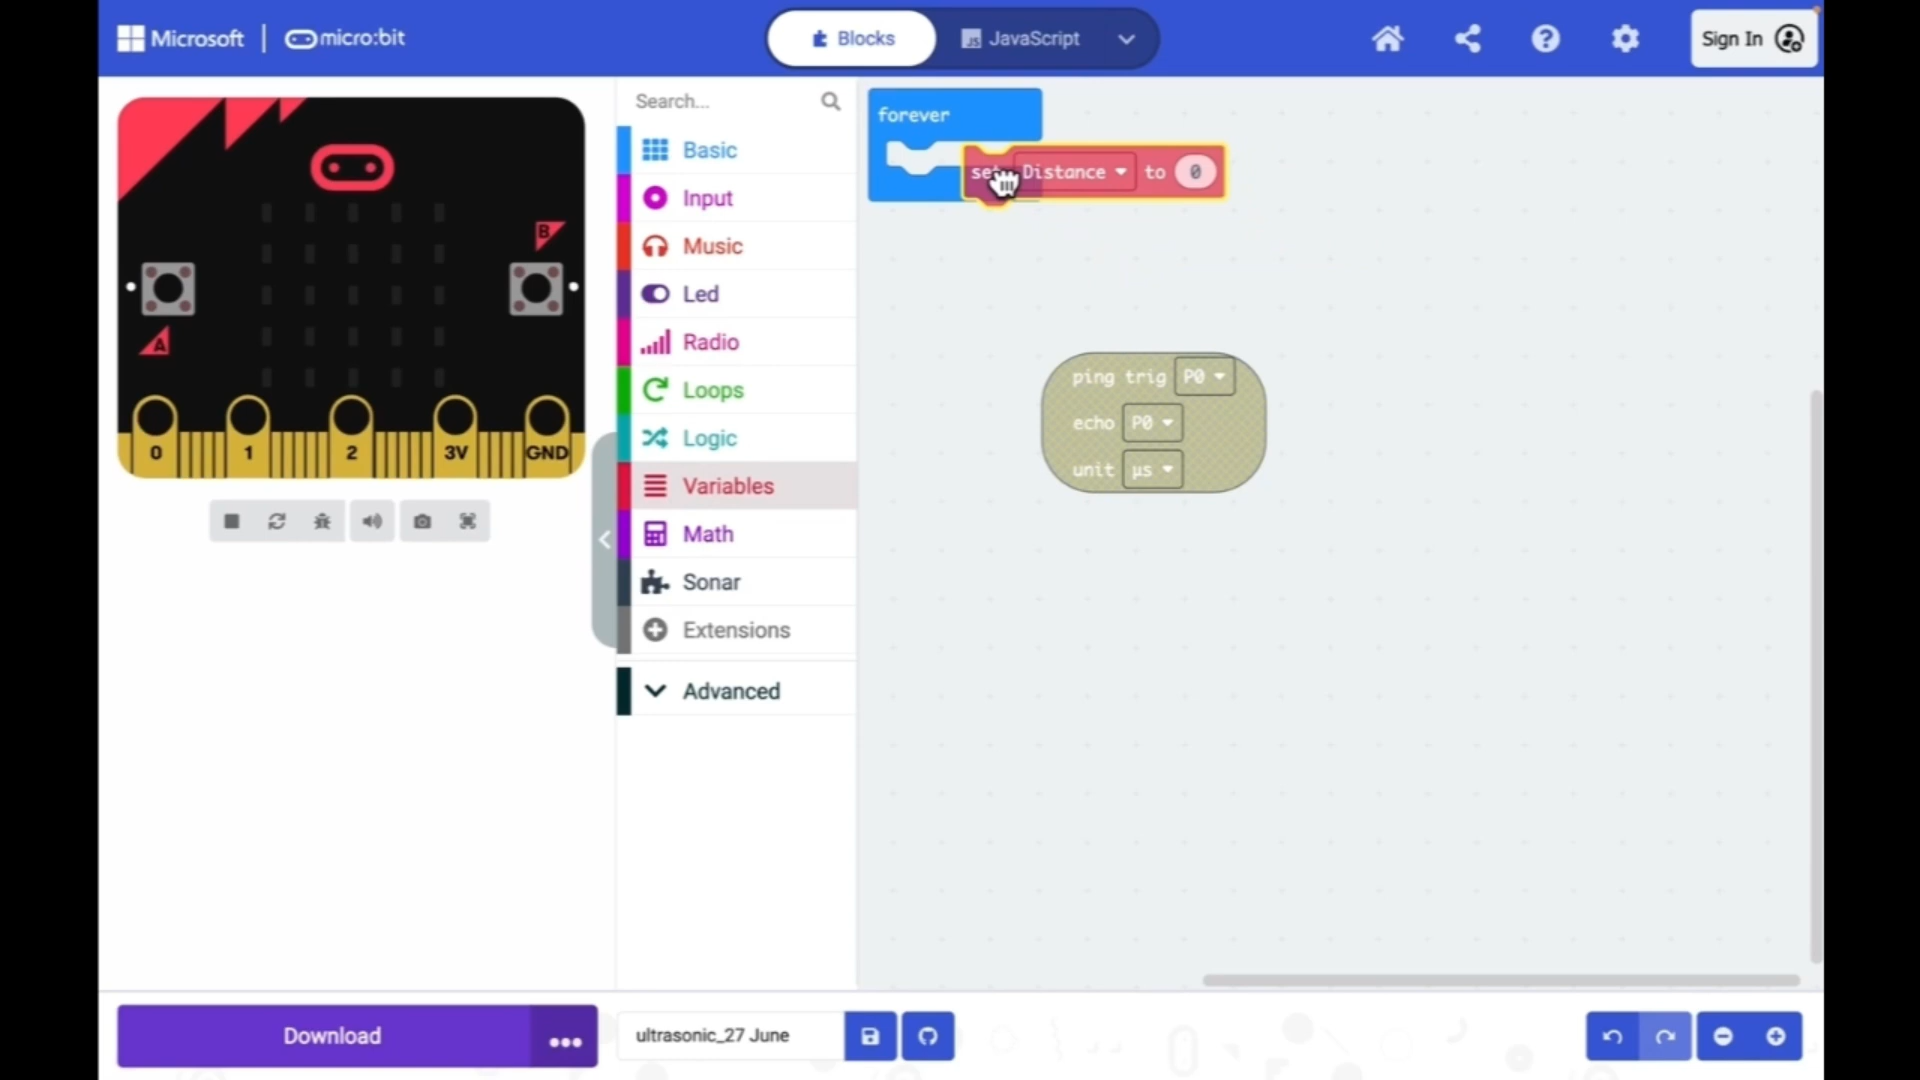 Microsoft | micro:bit
Blocks
JavaScript
Sign In
Search...
Basic
Input
Music
Led
Radio
Loops
Logic
Variables
Math
Sonar
Extensions
Advanced
B
A
0 1 2 3V GND
forever
set Distance to 0
ping trig P0
echo P0
unit µs
Download
ultrasonic_27 June